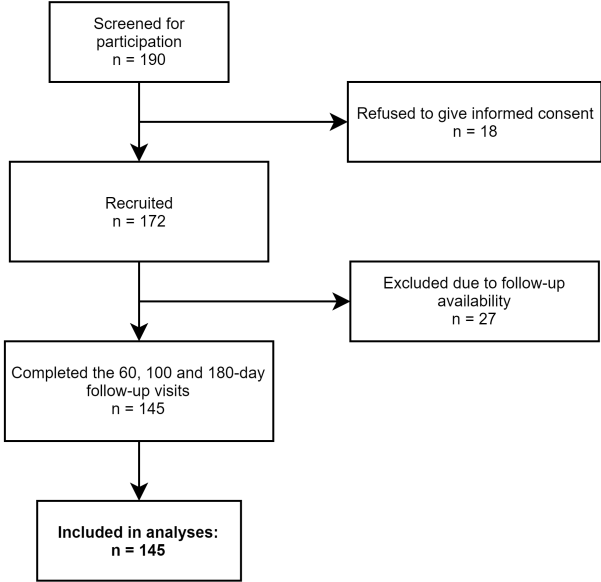 Screened for
participation
n = 190
Refused to give informed consent
n = 18
Recruited
n = 172
Excluded due to follow-up
availability
n = 27
Completed the 60, 100 and 180-day
follow-up visits
n = 145
Included in analyses:
n = 145